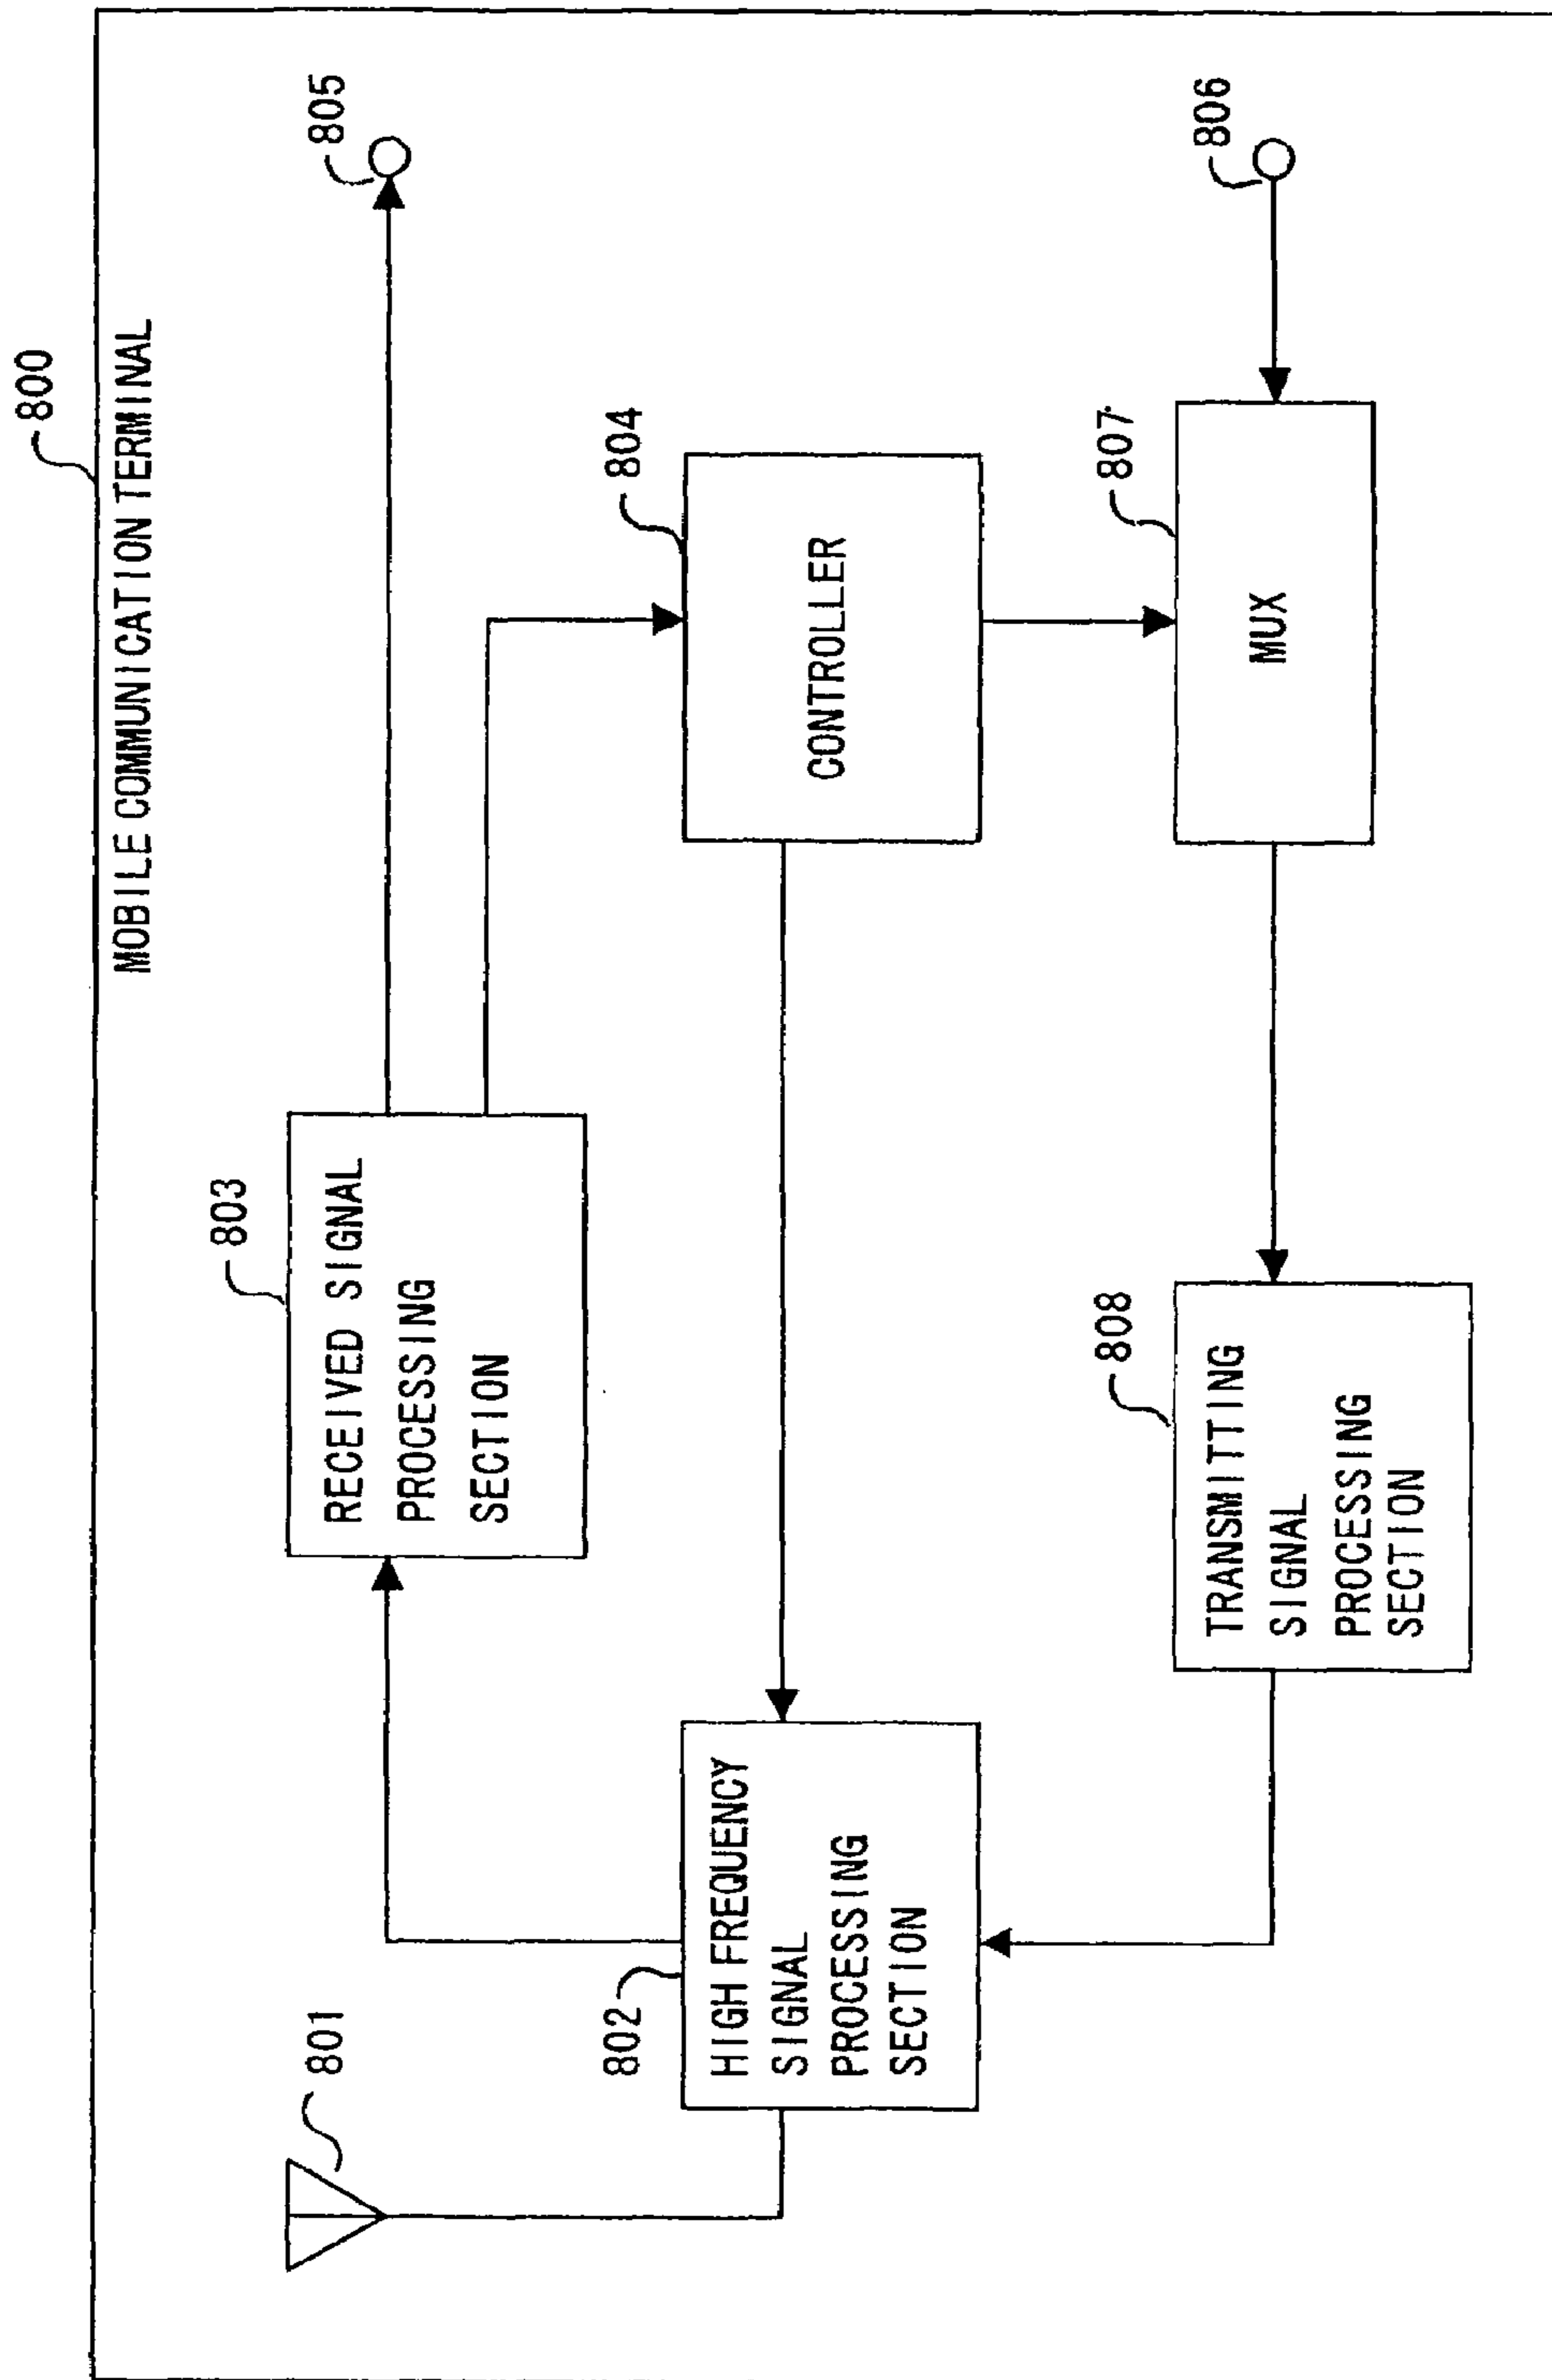 800
MOBILE COMMUNICATION TERMINAL
801
802
HIGH FREQUENCY
SIGNAL
PROCESSING
SECTION
803
RECEIVED SIGNAL
PROCESSING
SECTION
804
CONTROLLER
805
806
807
MUX
808
TRANSMITTING
SIGNAL
PROCESSING
SECTION